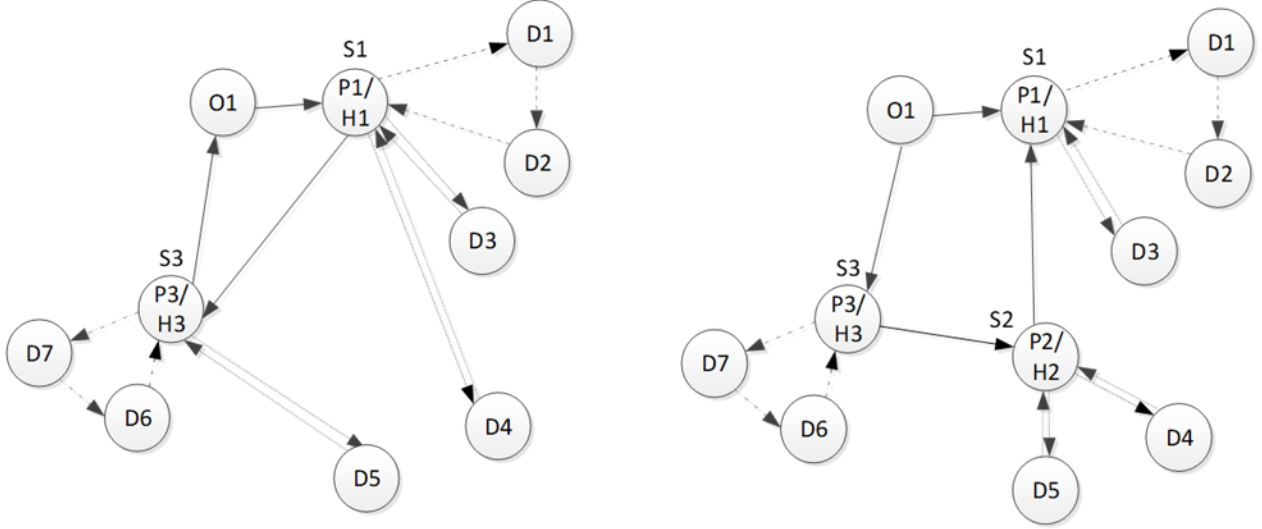 D1
S1
P1/
H1
O1
D2
D3
S3
P3/
H3
D7
D6
D4
D5
D1
S1
P1/
H1
O1
D2
D3
S3
P3/
H3
S2
P2/
H2
D7
D6
D4
D5